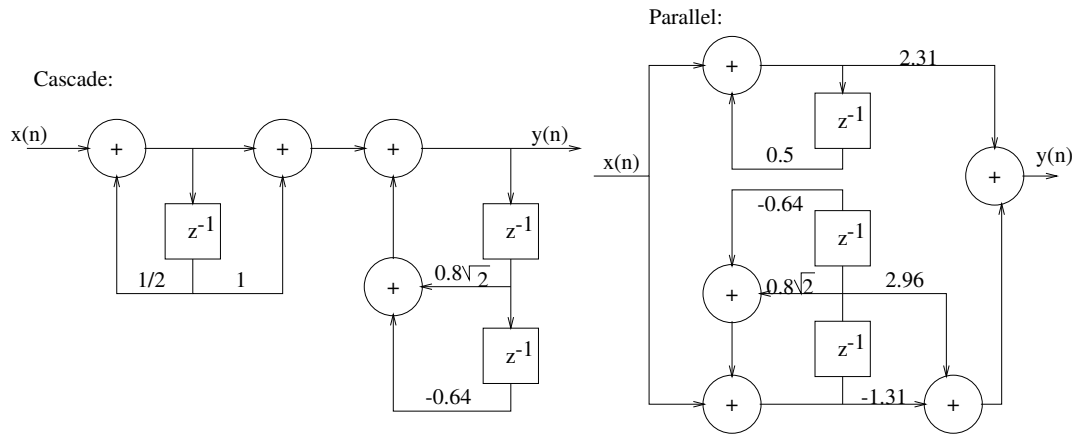 Cascade:
x(n)
+
+
+
y(n)
z-1
z-1
1/2
1
+
0.8√2
z-1
-0.64
Parallel:
+
2.31
z-1
0.5
x(n)
+
y(n)
-0.64
z-1
+
0.8√2
2.96
z-1
+
-1.31
+